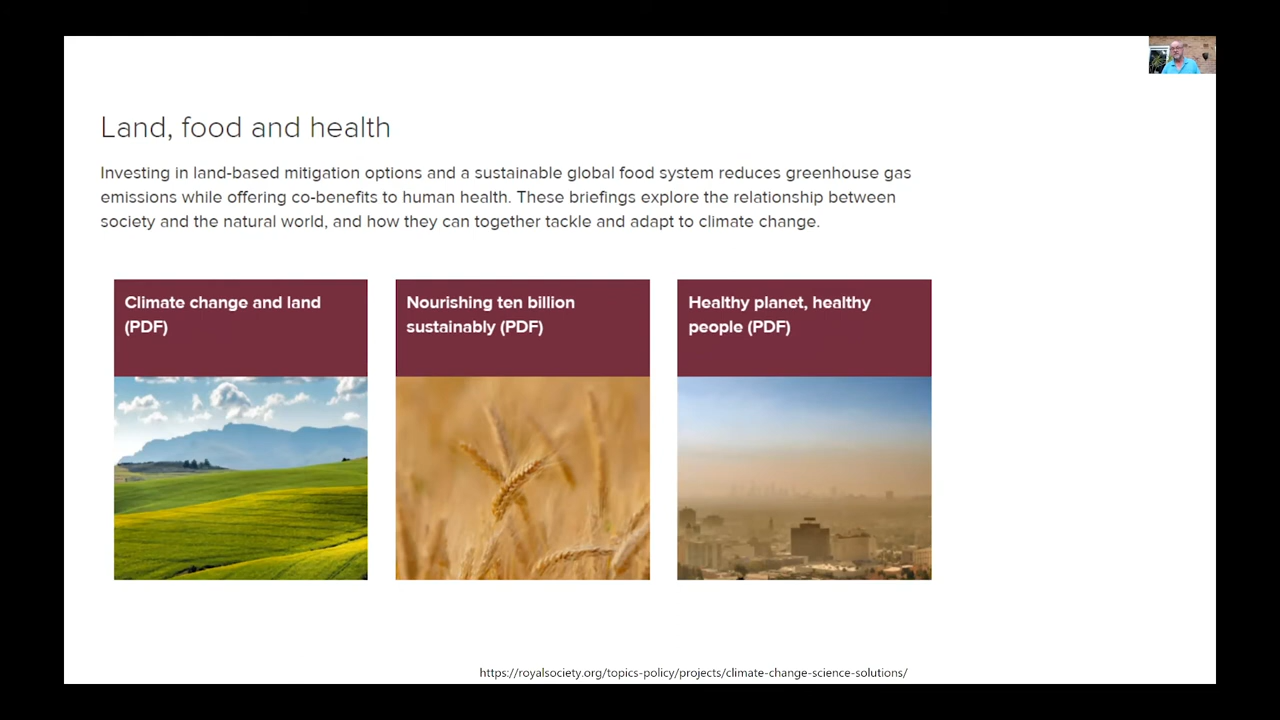 Land, food and health
Investing in land-based mitigation options and a sustainable global food system reduces greenhouse gas
emissions while offering co-benefits to human health. These briefings explore the relationship between
society and the natural world, and how they can together tackle and adapt to climate change.
Climate change and land
(PDF)
Nourishing ten billion
sustainably (PDF)
Healthy planet, healthy
people (PDF)
https://royalsociety.org/topics-policy/projects/climate-change-science-solutions/